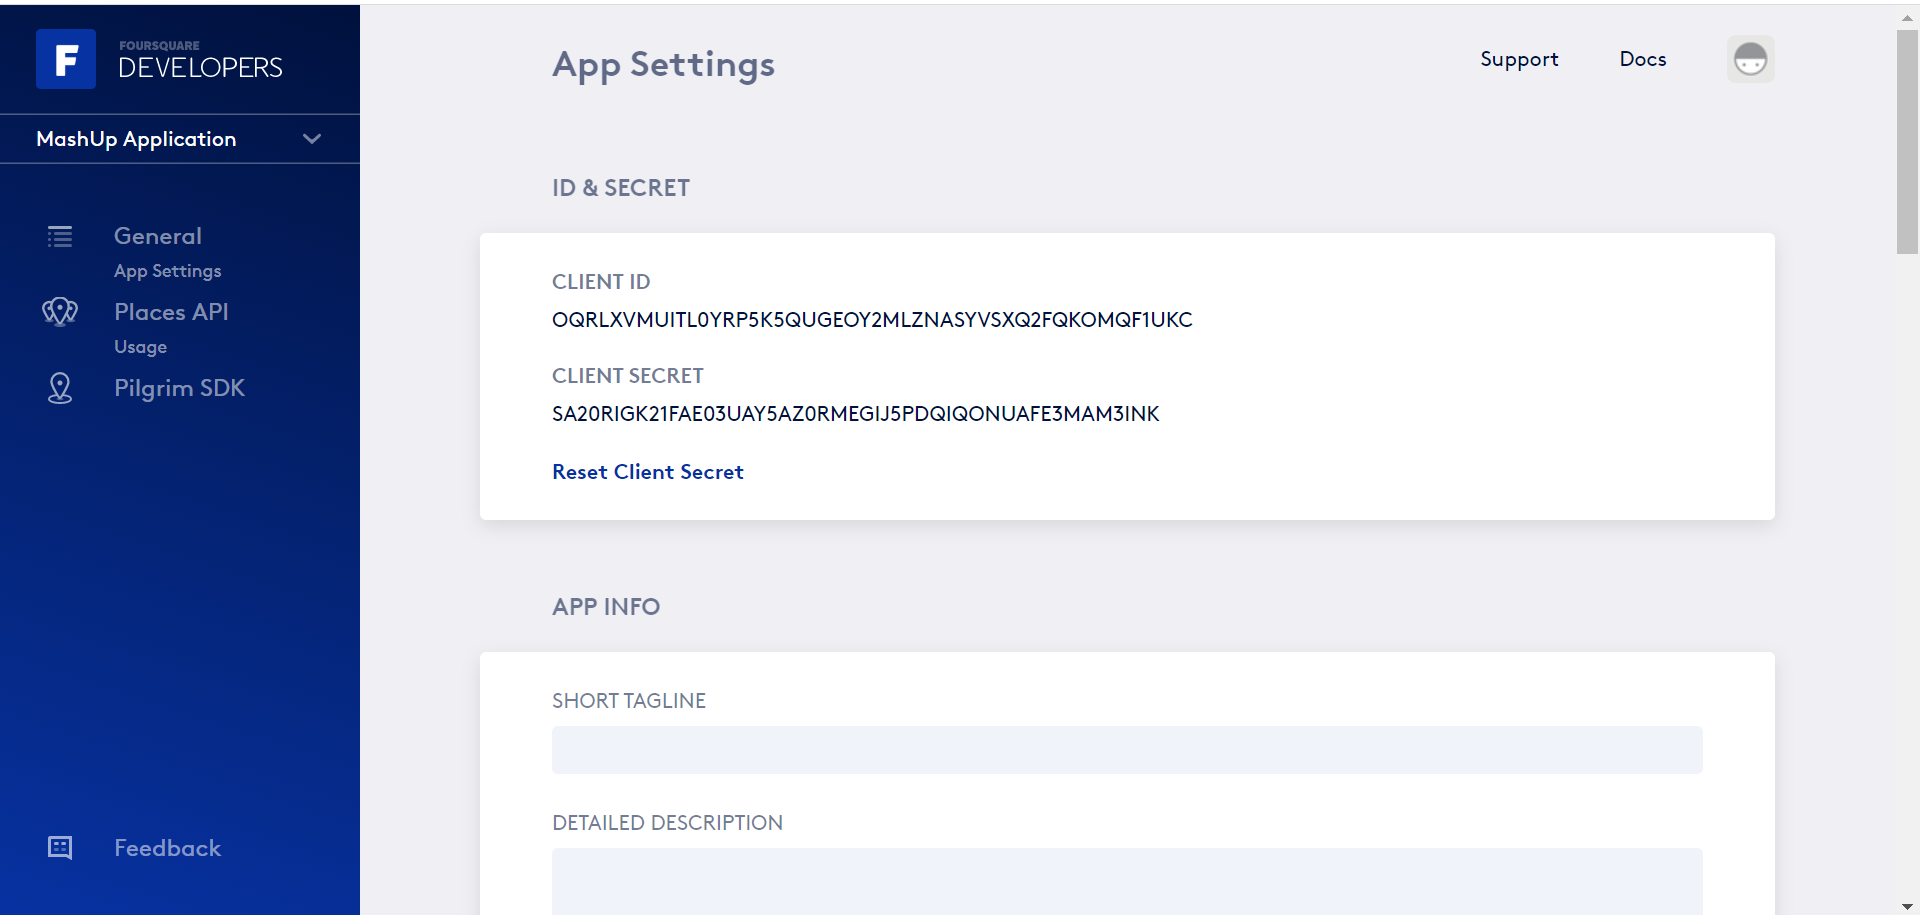 FOURSQUARE
DEVELOPERS
MashUp Application
General
App Settings
Places API
Usage
Pilgrim SDK
Feedback
App Settings
Support
Docs
ID & SECRET
CLIENT ID
OQRLXVMUITL0YRP5K5QUGEOY2MLZNASYVSXQ2FQKOMQF1UKC
CLIENT SECRET
SA20RIGK21FAE03UAY5AZ0RMEGIJ5PDQIQONUAFE3MAM3INK
Reset Client Secret
APP INFO
SHORT TAGLINE
DETAILED DESCRIPTION